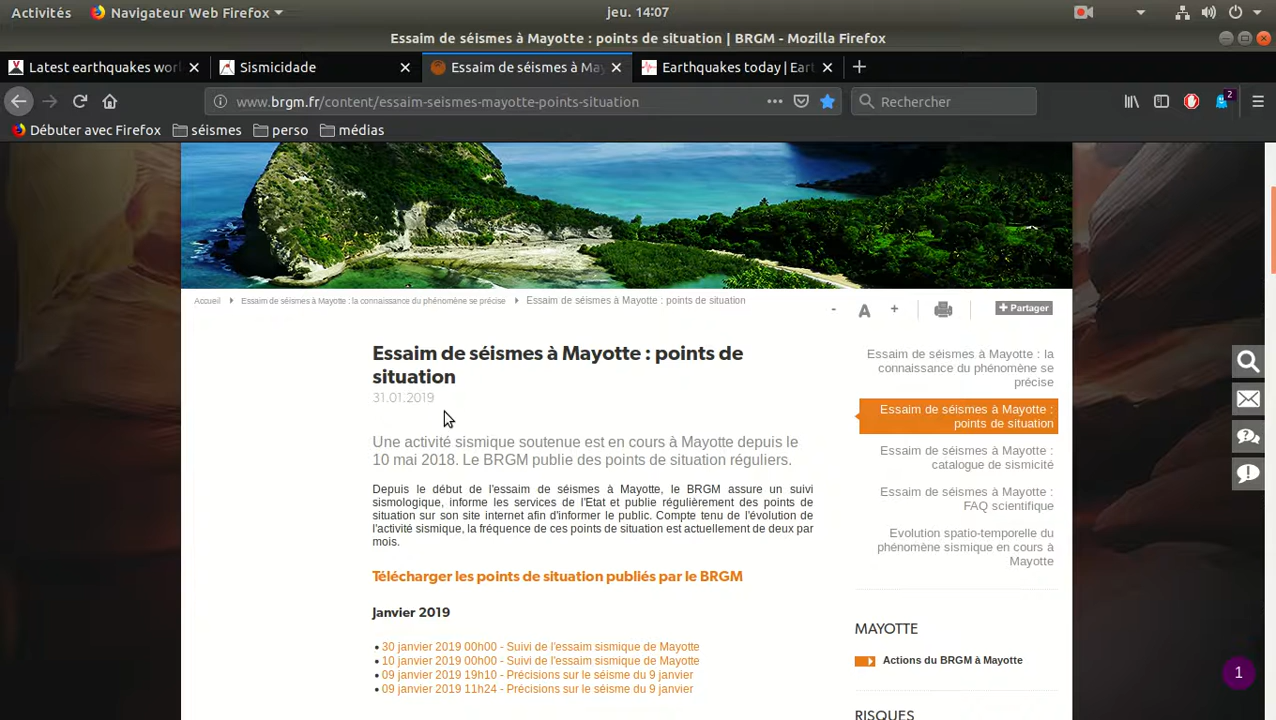 Activités
Navigateur Web Firefox
jeu. 14:07
Essaim de séismes à Mayotte : points de situation | BRGM - Mozilla Firefox
Latest earthquakes wor
Sismicidade
Essaim de séismes à May
Earthquakes today | Eart
www.brgm.fr/content/essaim-seismes-mayotte-points-situation
Rechercher
2
Débuter avec Firefox
séismes
perso
médias
Accueil
Essaim de séismes à Mayotte : la connaissance du phénomène se précise
Essaim de séismes à Mayotte : points de situation
- A +
+ Partager
Essaim de séismes à Mayotte : points de
situation
31.01.2019
Une activité sismique soutenue est en cours à Mayotte depuis le
10 mai 2018. Le BRGM publie des points de situation réguliers.
Depuis le début de l'essaim de séismes à Mayotte, le BRGM assure un suivi
sismologique, informe les services de l'Etat et publie régulièrement des points de
situation sur son site internet afin d'informer le public. Compte tenu de l'évolution de
l'activité sismique, la fréquence de ces points de situation est actuellement de deux par
mois.
Télécharger les points de situation publiés par le BRGM
Janvier 2019
• 30 janvier 2019 00h00 - Suivi de l'essaim sismique de Mayotte
• 10 janvier 2019 00h00 - Suivi de l'essaim sismique de Mayotte
• 09 janvier 2019 19h10 - Précisions sur le séisme du 9 janvier
• 09 janvier 2019 11h24 - Précisions sur le séisme du 9 janvier
Essaim de séismes à Mayotte : la
connaissance du phénomène se
précise
Essaim de séismes à Mayotte :
points de situation
Essaim de séismes à Mayotte :
catalogue de sismicité
Essaim de séismes à Mayotte :
FAQ scientifique
Evolution spatio-temporelle du
phénomène sismique en cours à
Mayotte
MAYOTTE
Actions du BRGM à Mayotte
RISQUES
1